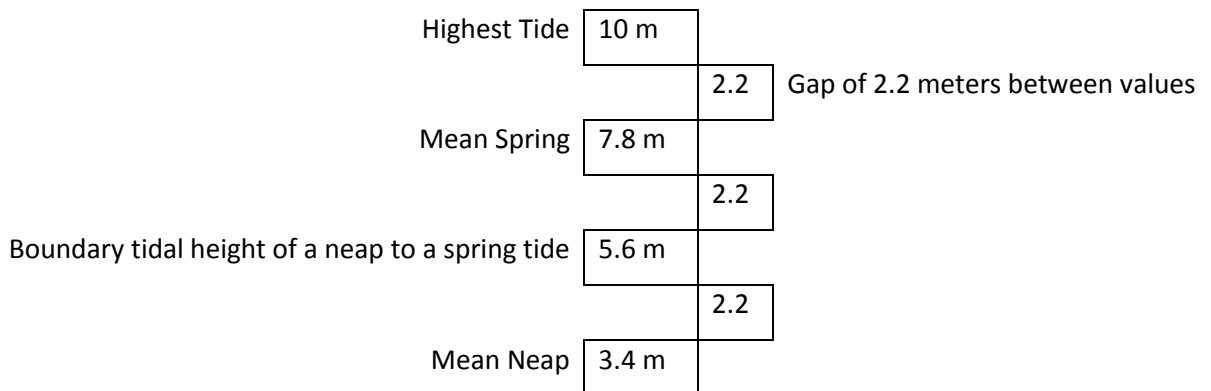 Highest Tide 10 m
2.2 Gap of 2.2 meters between values
Mean Spring 7.8 m
2.2
Boundary tidal height of a neap to a spring tide 5.6 m
2.2
Mean Neap 3.4 m